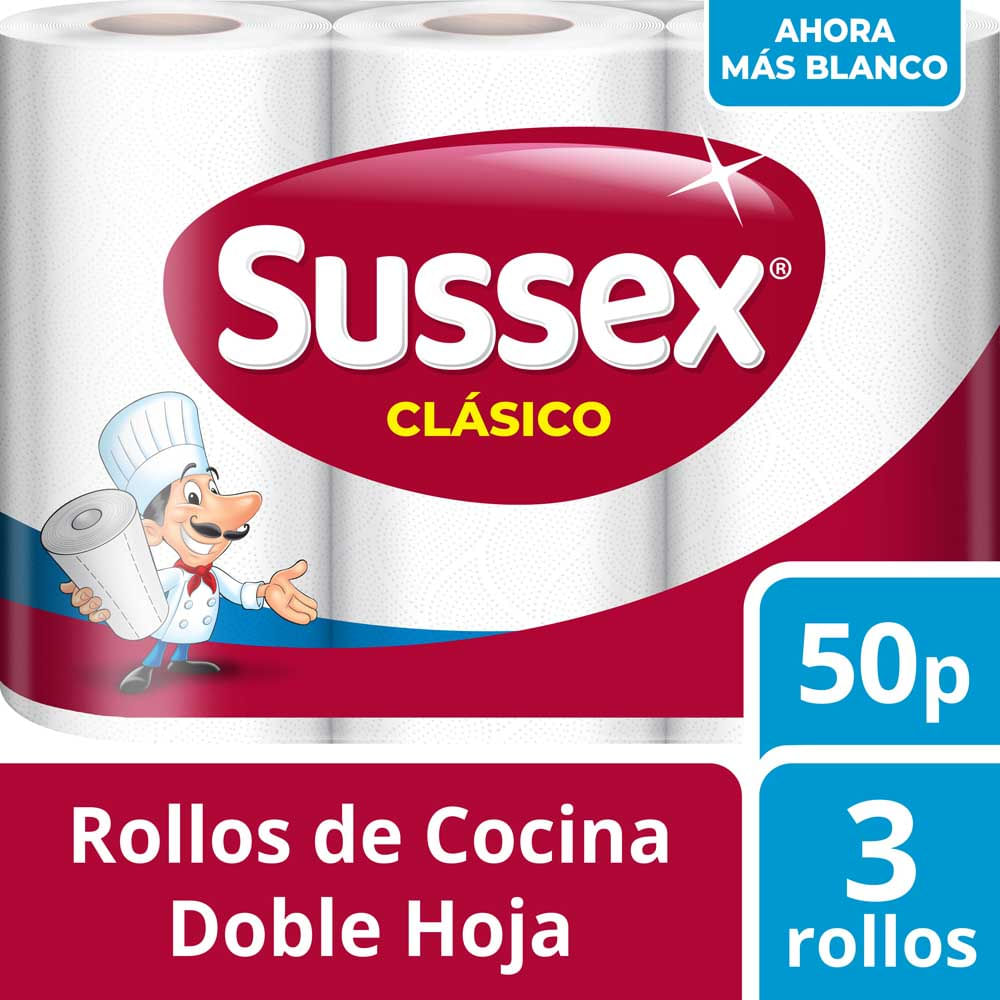 AHORA
MÁS BLANCO
Sussex®
CLÁSICO
50p
Rollos de Cocina
Doble Hoja
3
rollos